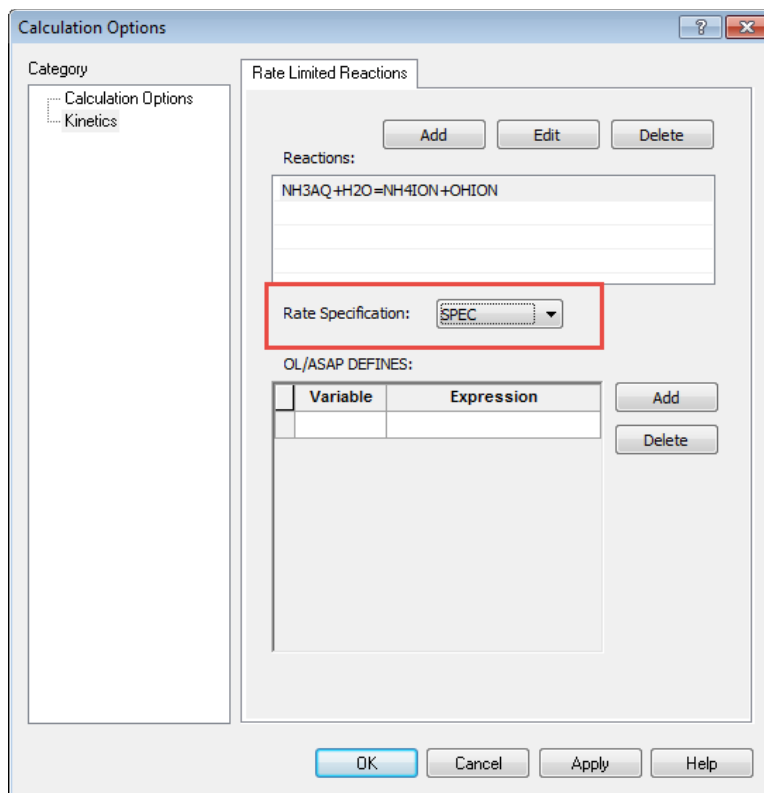 Calculation Options
Category
Calculation Options
Kinetics
Rate Limited Reactions
Add Edit Delete
Reactions:
NH3AQ+H2O=NH4ION+OHION
Rate Specification: SPEC
OL/ASAP DEFINES:
Variable Expression
Add
Delete
OK Cancel Apply Help